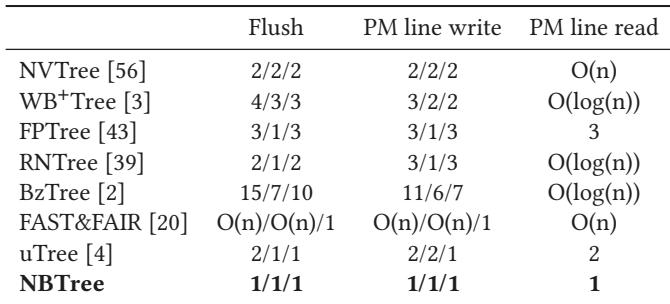 Flush PM line write PM line read
NVTree [56] 2/2/2 2/2/2 O(n)
WB⁺Tree [3] 4/3/3 3/2/2 O(log(n))
FPTree [43] 3/1/3 3/1/3 3
RNTree [39] 2/1/2 3/1/3 O(log(n))
BzTree [2] 15/7/10 11/6/7 O(log(n))
FAST&FAIR [20] O(n)/O(n)/1 O(n)/O(n)/1 O(n)
uTree [4] 2/1/1 2/2/1 2
NBTree 1/1/1 1/1/1 1